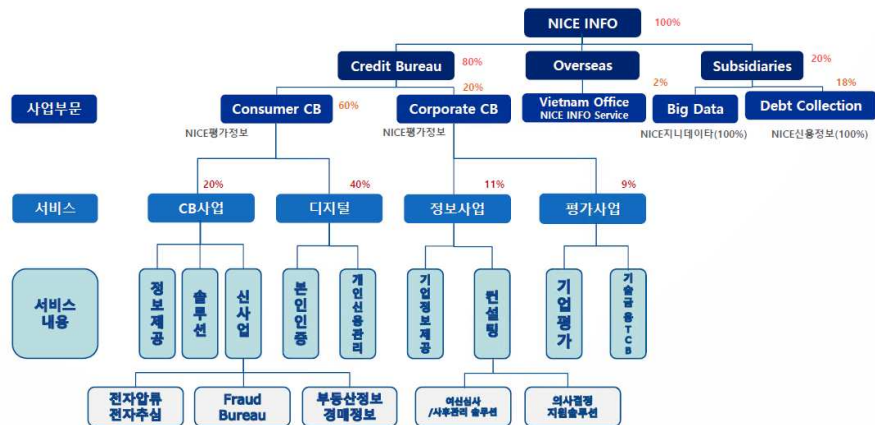 NICE INFO 100%
Credit Bureau 80%
Overseas
Subsidiaries 20%
사업부문
Consumer CB 60%
20%
Corporate CB
Vietnam Office
NICE INFO Service
2%
Big Data
18%
Debt Collection
NICE평가정보
NICE평가정보
NICE지니데이타(100%)
NICE신용정보(100%)
서비스
20%
CB사업
40%
디지털
11%
정보사업
9%
평가사업
서비스
내용
정보제공
솔루션
신사업
본인인증
개인신용관리
기업정보제공
컨설팅
기업평가
기술금융TCB
전자압류
전자추심
Fraud
Bureau
부동산정보
경매정보
여신심사
/사후관리 솔루션
의사결정
지원솔루션